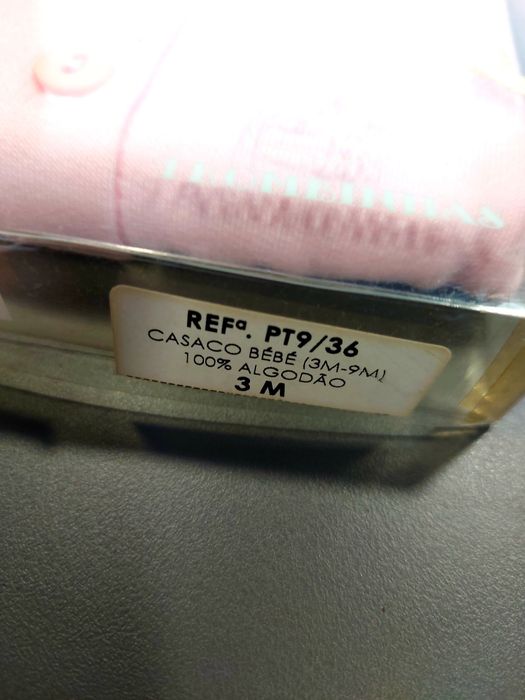 REFª. PT9/36
CASACO BÉBÉ (3M-9M)
100% ALGODÃO
3 M